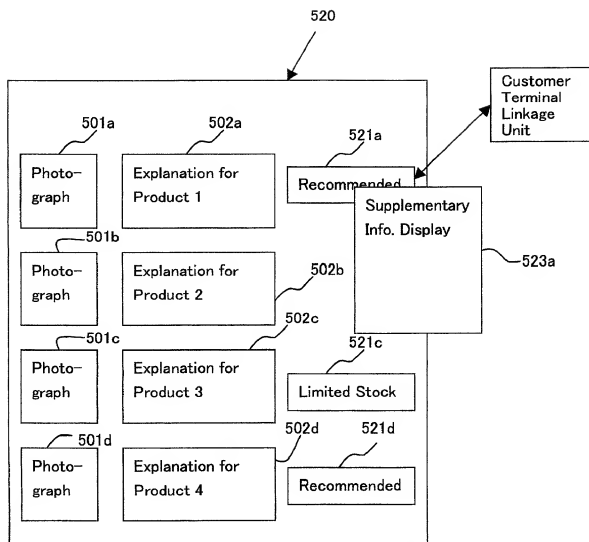 520
Customer
Terminal
Linkage
Unit
501a
502a
521a
Photo-
graph
Explanation for
Product 1
Recommended
Supplementary
Info. Display
523a
501b
Photo-
graph
Explanation for
Product 2
502b
502c
501c
521c
Photo-
graph
Explanation for
Product 3
Limited Stock
501d
502d
521d
Photo-
graph
Explanation for
Product 4
Recommended